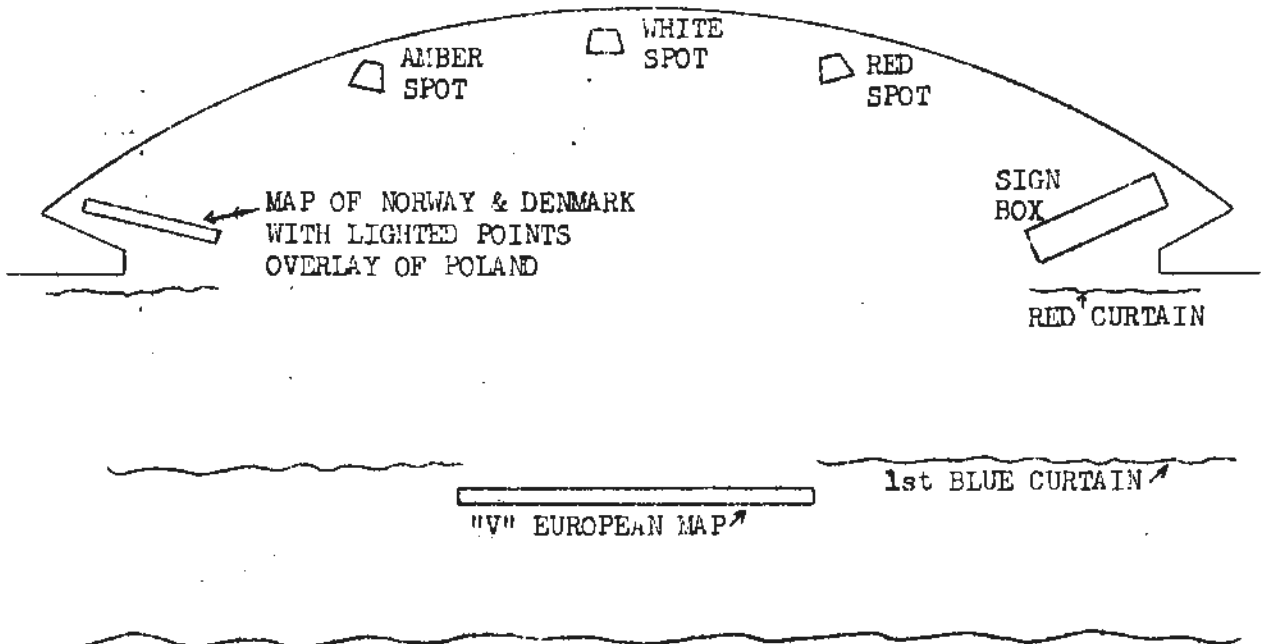 AMBER
SPOT
WHITE
SPOT
RED
SPOT
MAP OF NORWAY & DENMARK
WITH LIGHTED POINTS
OVERLAY OF POLAND
SIGN
BOX
RED CURTAIN
1st BLUE CURTAIN
"V" EUROPEAN MAP